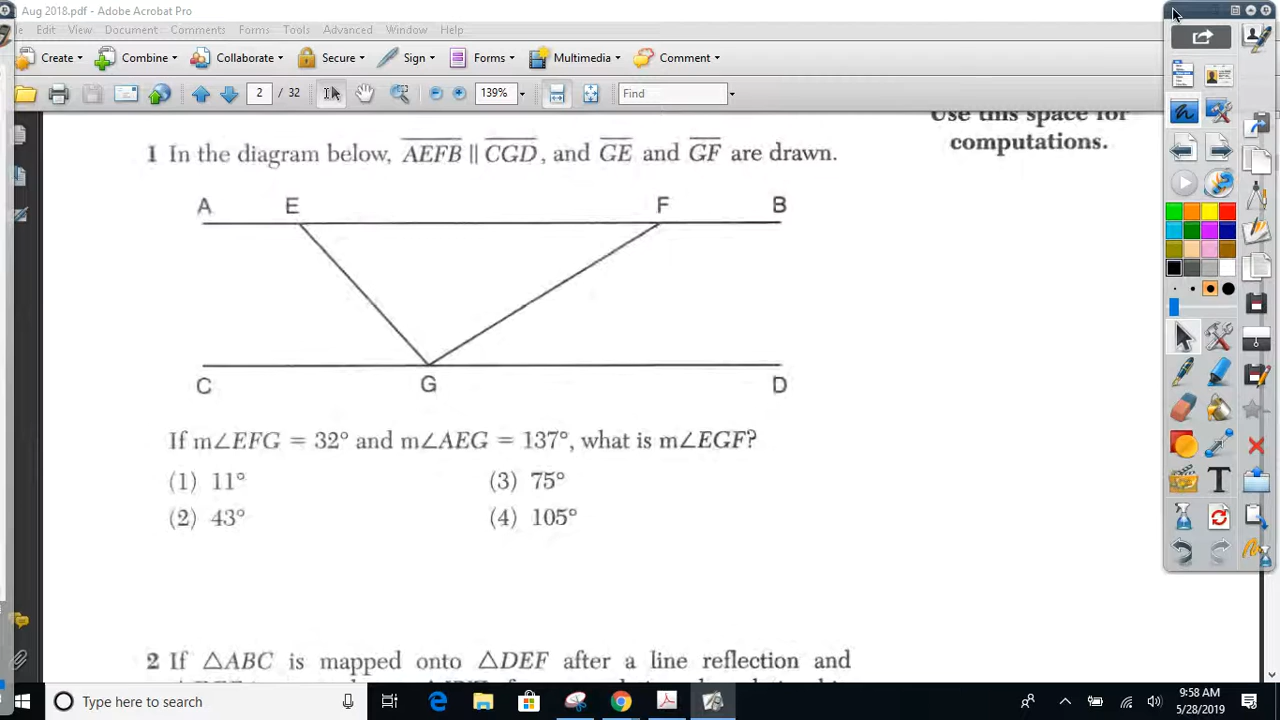 Aug 2018.pdf - Adobe Acrobat Pro
Edit View Document Comments Forms Tools Advanced Window Help
Create Combine Collaborate Secure Sign Forms Multimedia Comment
2 / 32 Find
Use this space for
computations.
1 In the diagram below, AEFB || CGD, and GE and GF are drawn.
A E F B
C G D
If m∠EFG = 32° and m∠AEG = 137°, what is m∠EGF?
(1) 11° (3) 75°
(2) 43° (4) 105°
2 If △ABC is mapped onto △DEF after a line reflection and
T
Type here to search
9:58 AM
5/28/2019